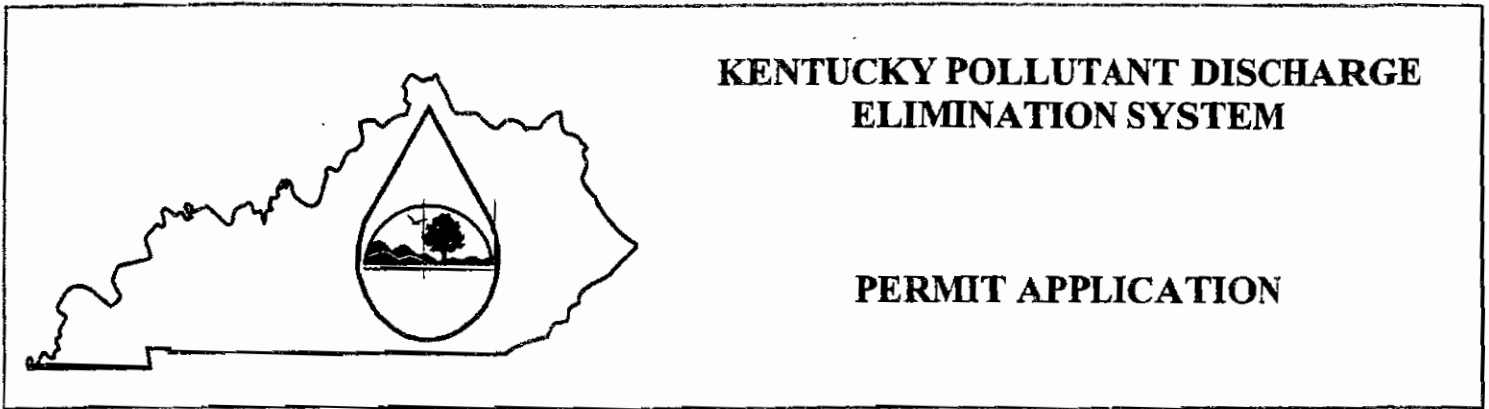 KENTUCKY POLLUTANT DISCHARGE
ELIMINATION SYSTEM
PERMIT APPLICATION